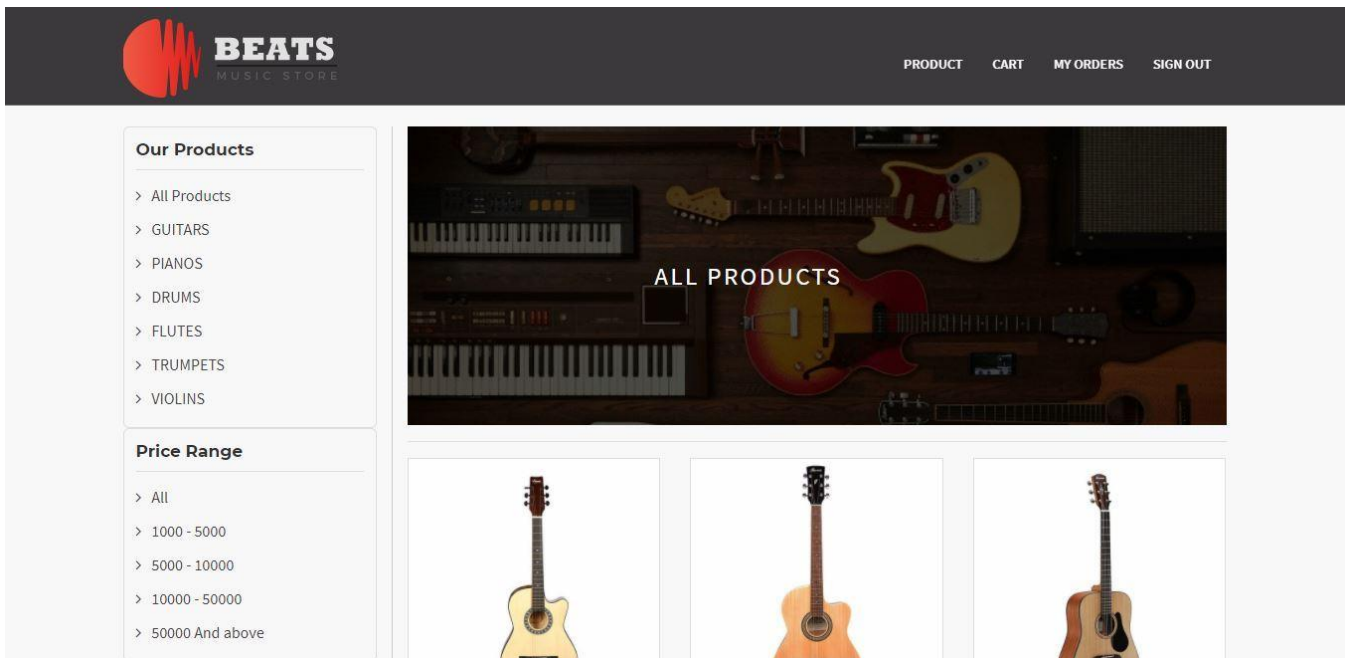 BEATS
MUSIC STORE
PRODUCT CART MY ORDERS SIGN OUT
Our Products
All Products
GUITARS
PIANOS
DRUMS
FLUTES
TRUMPETS
VIOLINS
Price Range
All
1000 - 5000
5000 - 10000
10000 - 50000
50000 And above
ALL PRODUCTS